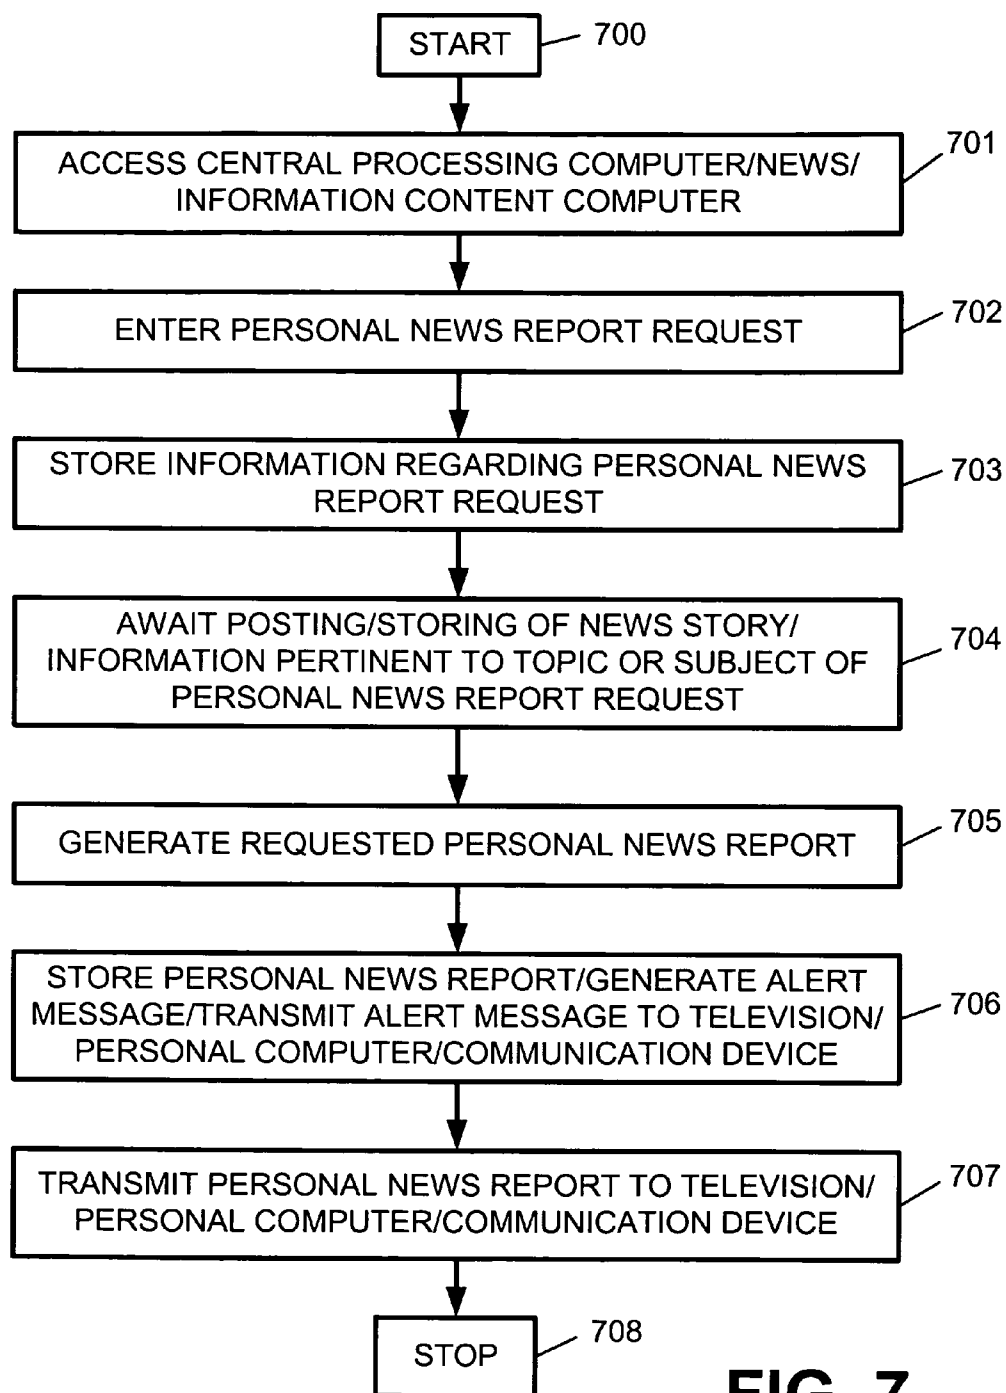 START
700
ACCESS CENTRAL PROCESSING COMPUTER/NEWS/
INFORMATION CONTENT COMPUTER
701
ENTER PERSONAL NEWS REPORT REQUEST
702
STORE INFORMATION REGARDING PERSONAL NEWS
REPORT REQUEST
703
AWAIT POSTING/STORING OF NEWS STORY/
INFORMATION PERTINENT TO TOPIC OR SUBJECT OF
PERSONAL NEWS REPORT REQUEST
704
GENERATE REQUESTED PERSONAL NEWS REPORT
705
STORE PERSONAL NEWS REPORT/GENERATE ALERT
MESSAGE/TRANSMIT ALERT MESSAGE TO TELEVISION/
PERSONAL COMPUTER/COMMUNICATION DEVICE
706
TRANSMIT PERSONAL NEWS REPORT TO TELEVISION/
PERSONAL COMPUTER/COMMUNICATION DEVICE
707
STOP
708
FIG. 7